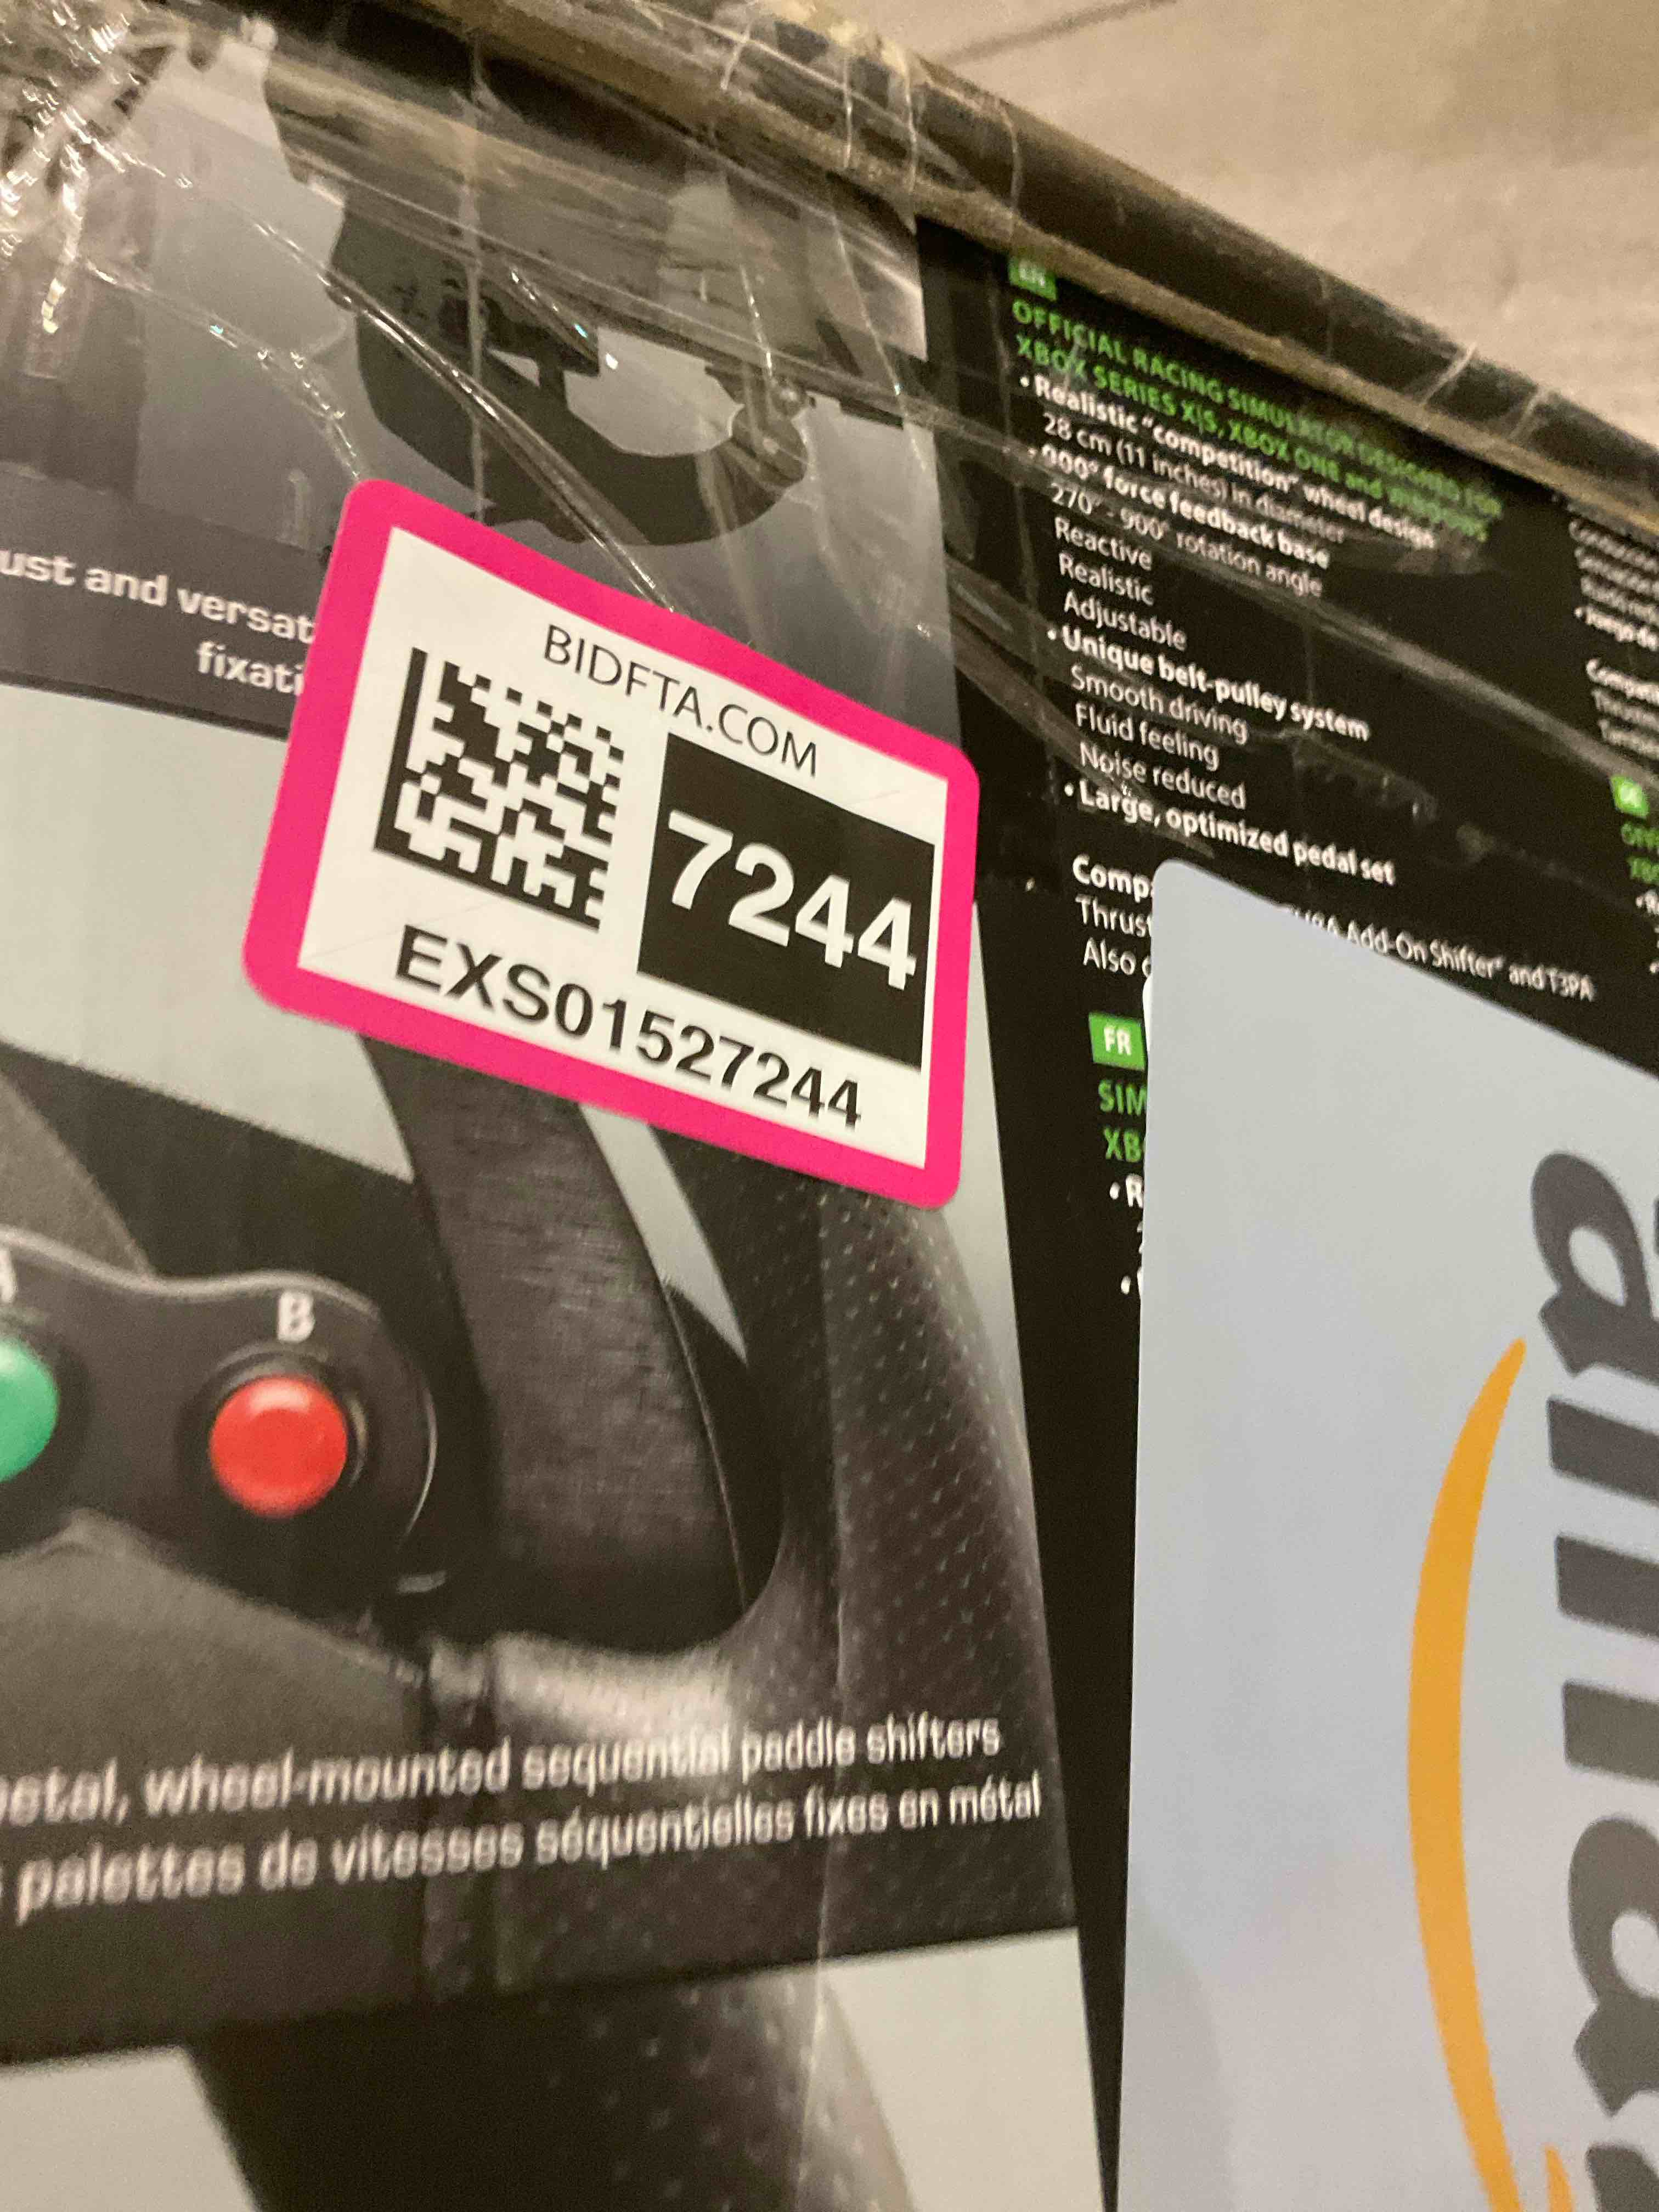 ust and versat
fixati
BIDFTA.COM
7244
EXS01527244
A
B
etal, wheel-mounted sequential paddle shifters
palettes de vitesses séquentielles fixes en métal
EN
OFFICIAL RACING SIMULATOR DESIGNED FOR
XBOX SERIES X|S, XBOX ONE and WINDOWS
• Realistic "competition" wheel design
28 cm (11 inches) in diameter
• 900° force feedback base
270° - 900° rotation angle
Reactive
Realistic
Adjustable
• Unique belt-pulley system
Smooth driving
Fluid feeling
Noise reduced
• Large, optimized pedal set
Comp
Thrust
Add-On Shifter* and T3PA
Also
FR
SIM
XB
• R